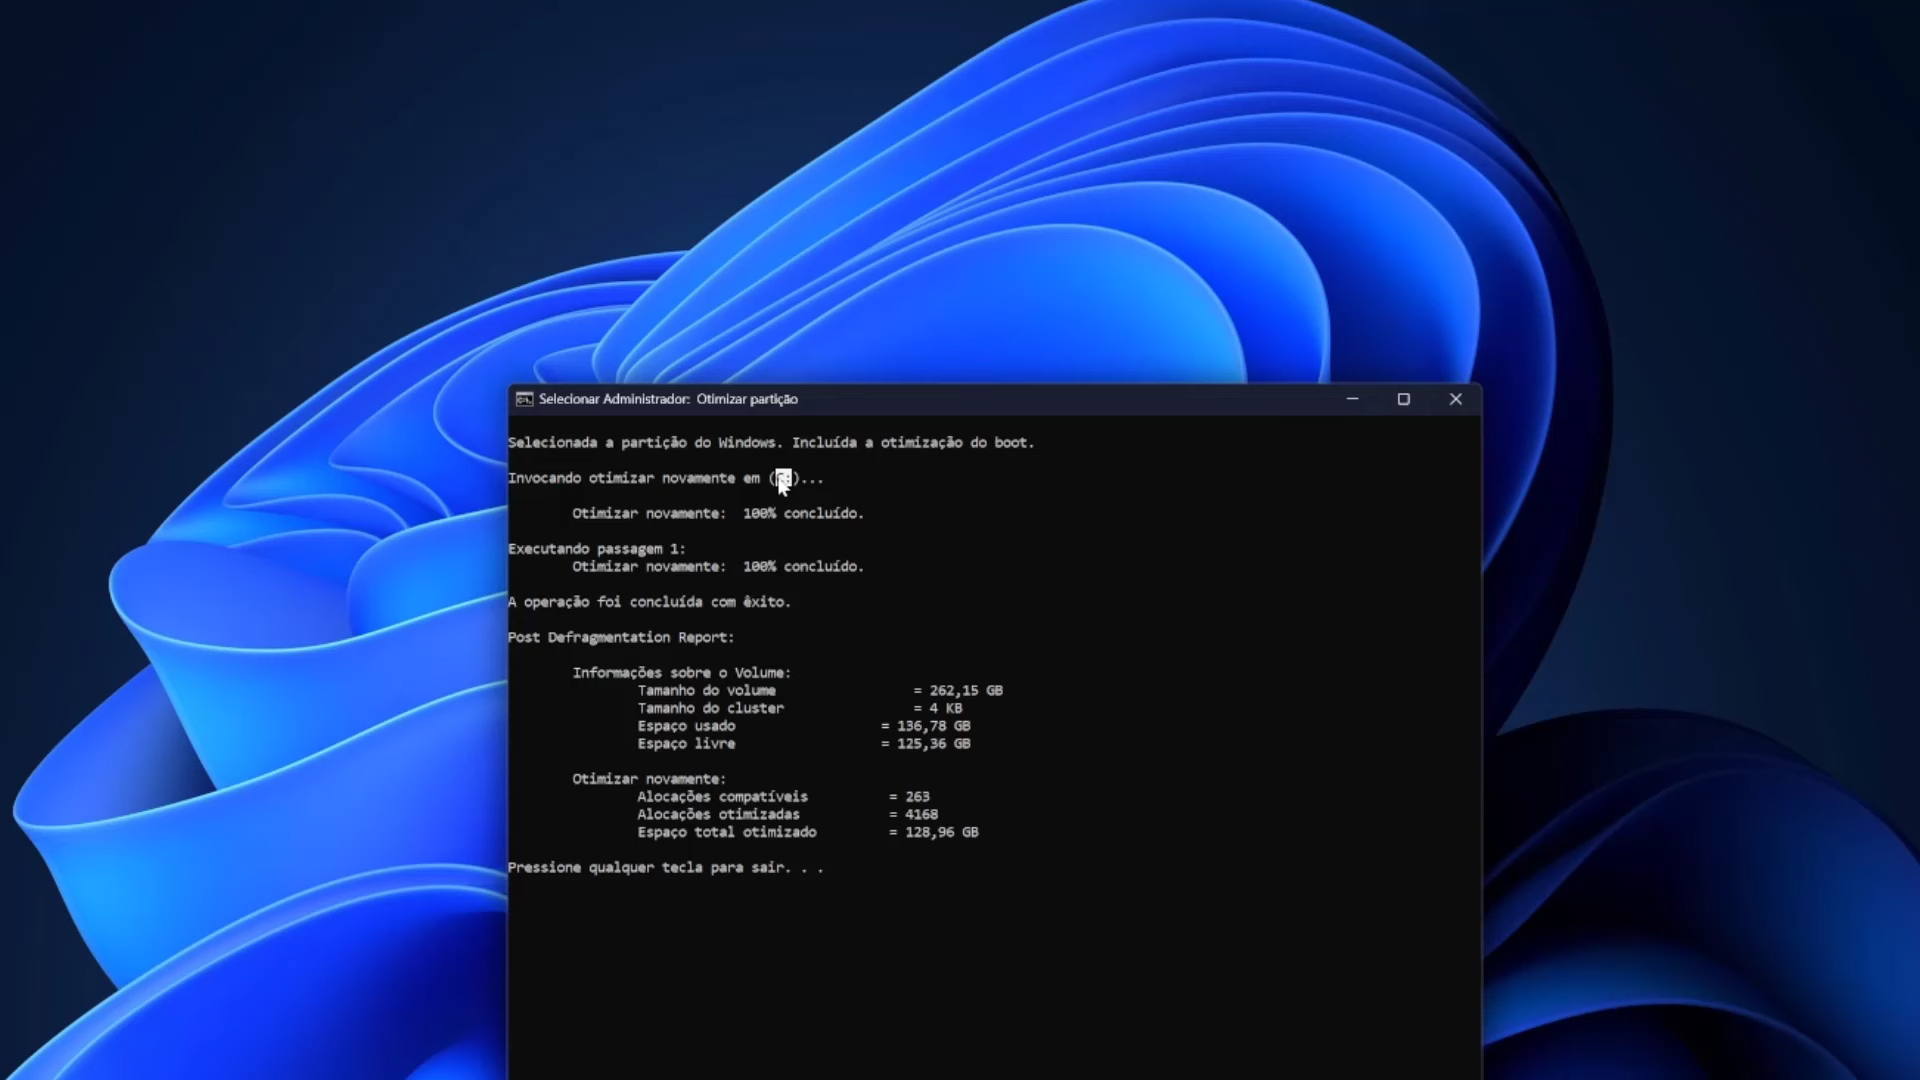 Selecionar Administrador: Otimizar partição
Selecionada a partição do Windows. Incluída a otimização do boot.
Invocando otimizar novamente em ( )...
Otimizar novamente: 100% concluído.
Executando passagem 1:
Otimizar novamente: 100% concluído.
A operação foi concluída com êxito.
Post Defragmentation Report:
Informações sobre o Volume:
Tamanho do volume = 262,15 GB
Tamanho do cluster = 4 KB
Espaço usado = 136,78 GB
Espaço livre = 125,36 GB
Otimizar novamente:
Alocações compatíveis = 263
Alocações otimizadas = 4168
Espaço total otimizado = 128,96 GB
Pressione qualquer tecla para sair. . .